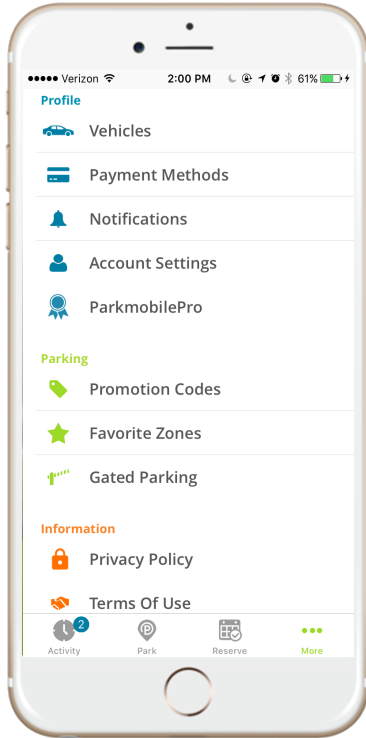 Verizon 2:00 PM 61%
Profile
Vehicles
Payment Methods
Notifications
Account Settings
ParkmobilePro
Parking
Promotion Codes
Favorite Zones
Gated Parking
Information
Privacy Policy
Terms Of Use
2
Activity Park Reserve More